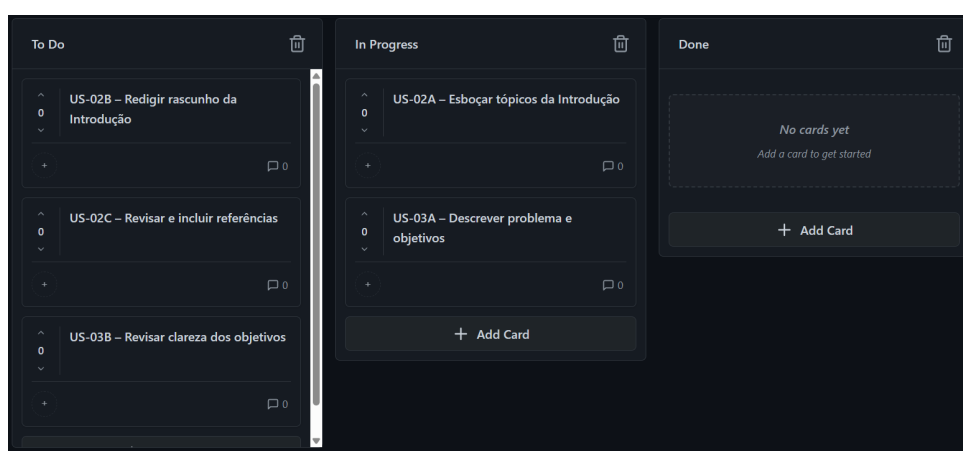 To Do
0
US-02B – Redigir rascunho da
Introdução
+
0
0
US-02C – Revisar e incluir referências
+
0
0
US-03B – Revisar clareza dos objetivos
+
0
In Progress
0
US-02A – Esboçar tópicos da Introdução
+
0
0
US-03A – Descrever problema e
objetivos
+
0
+ Add Card
Done
No cards yet
Add a card to get started
+ Add Card